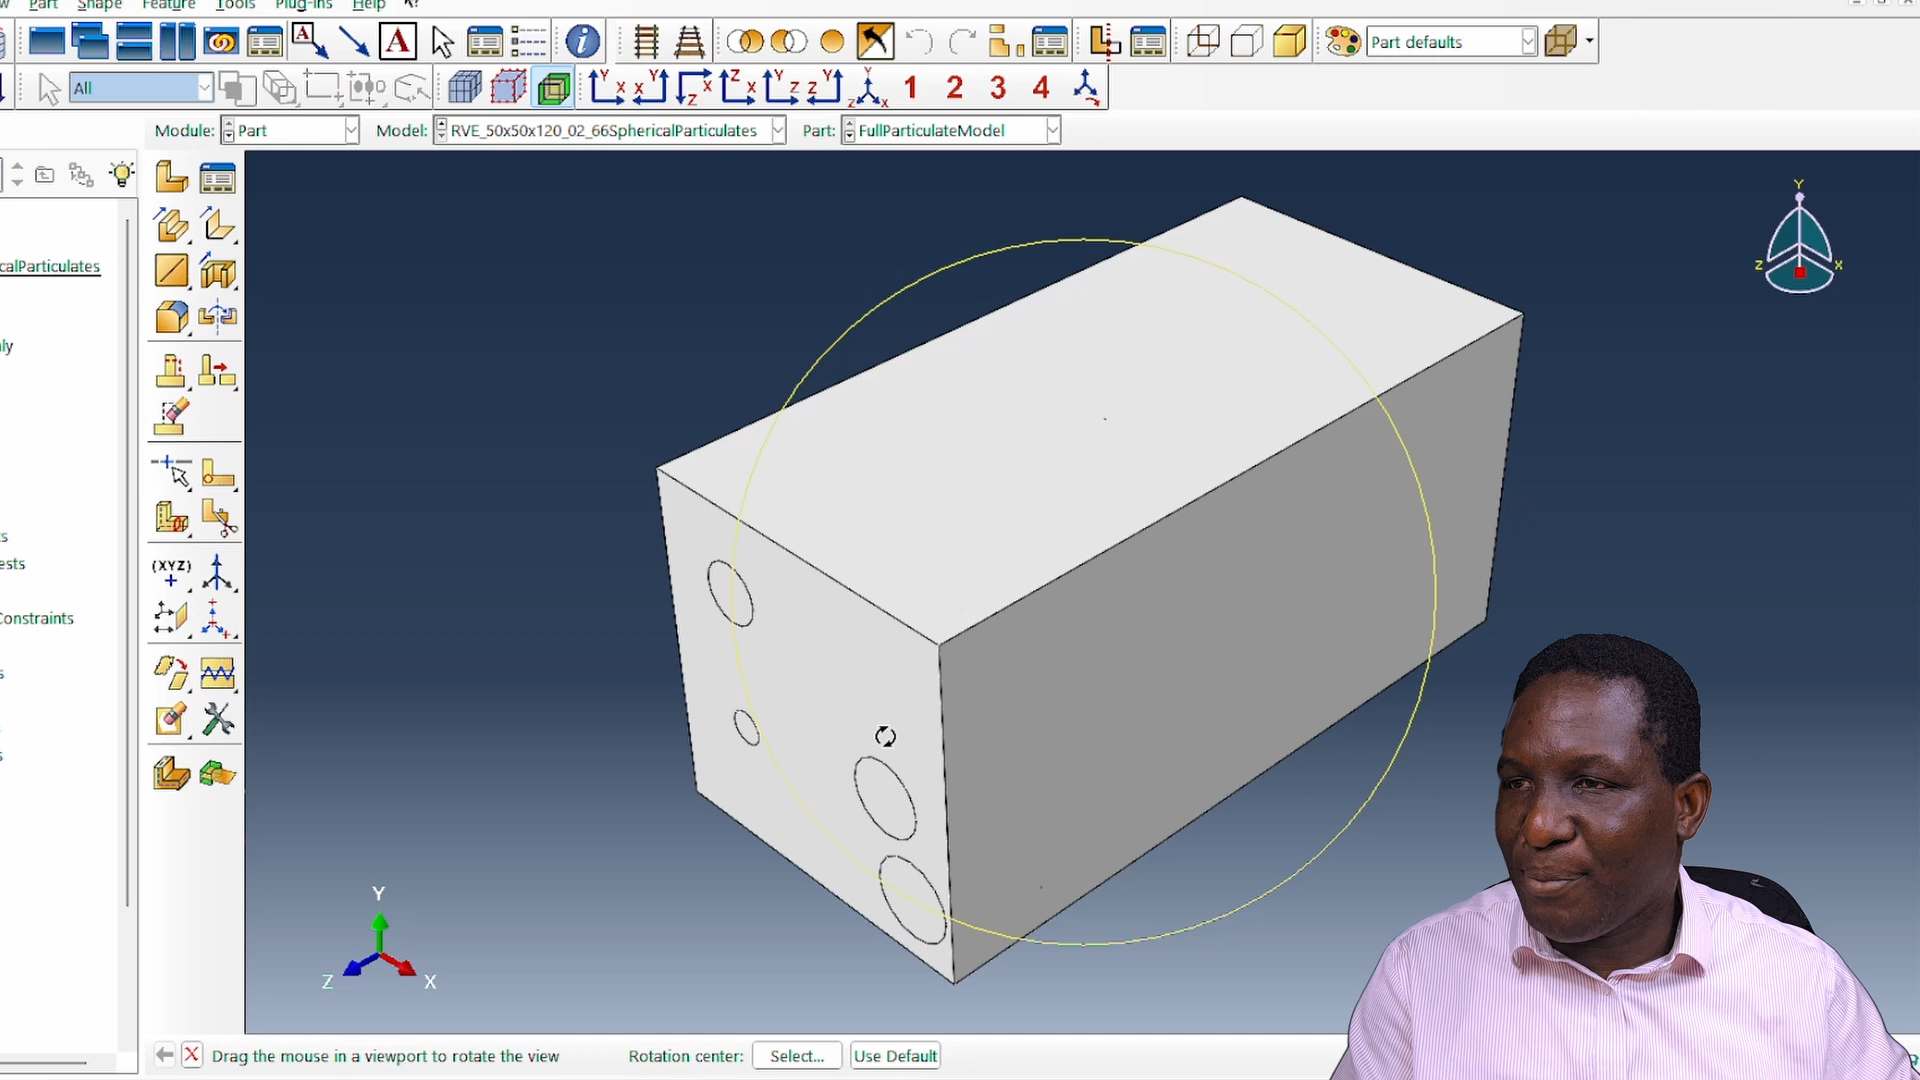 Part Shape Feature Tools Plug-ins Help
A A i Part defaults
All 1 2 3 4
Module: Part Model: RVE_50x50x120_02_66SphericalParticulates Part: FullParticulateModel
calParticulates
ly
s
ests
Constraints
s
s
(XYZ)
Y
Z X
Y
Z X
Drag the mouse in a viewport to rotate the view Rotation center: Select... Use Default